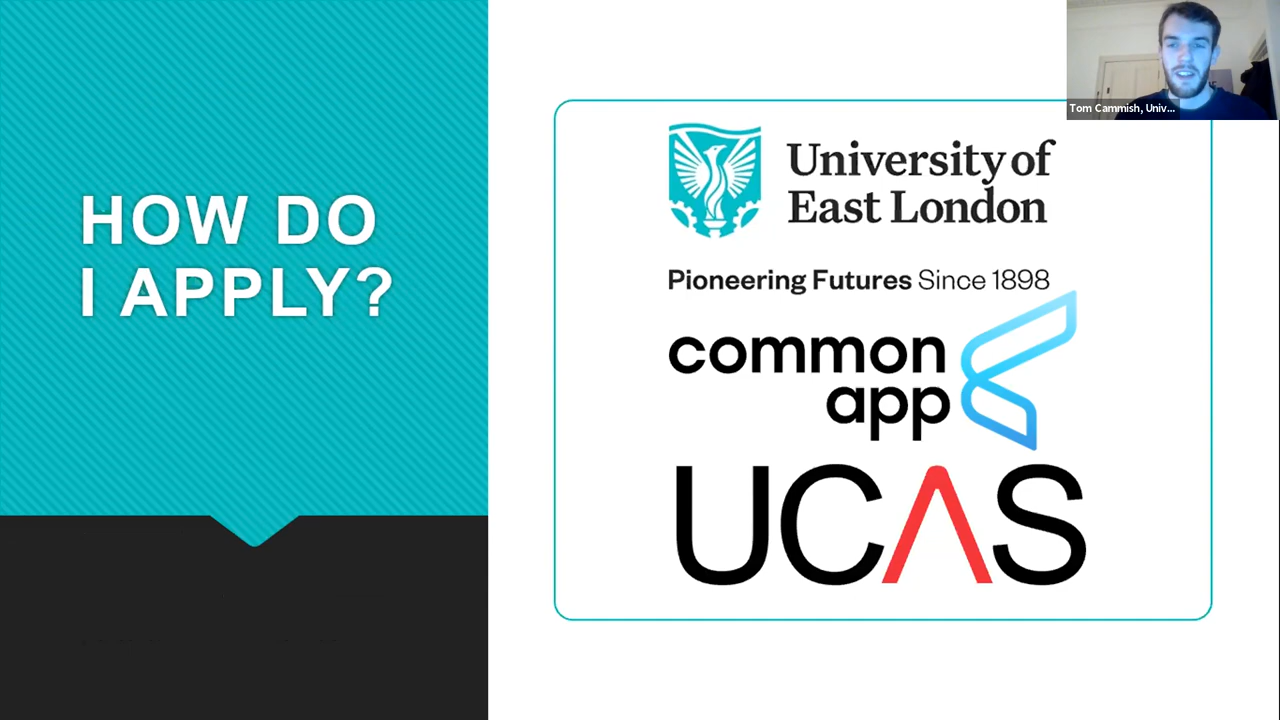 HOW DO
I APPLY?
University of
East London
Pioneering Futures Since 1898
common
app
UCAS
Tom Cammish, Univ...